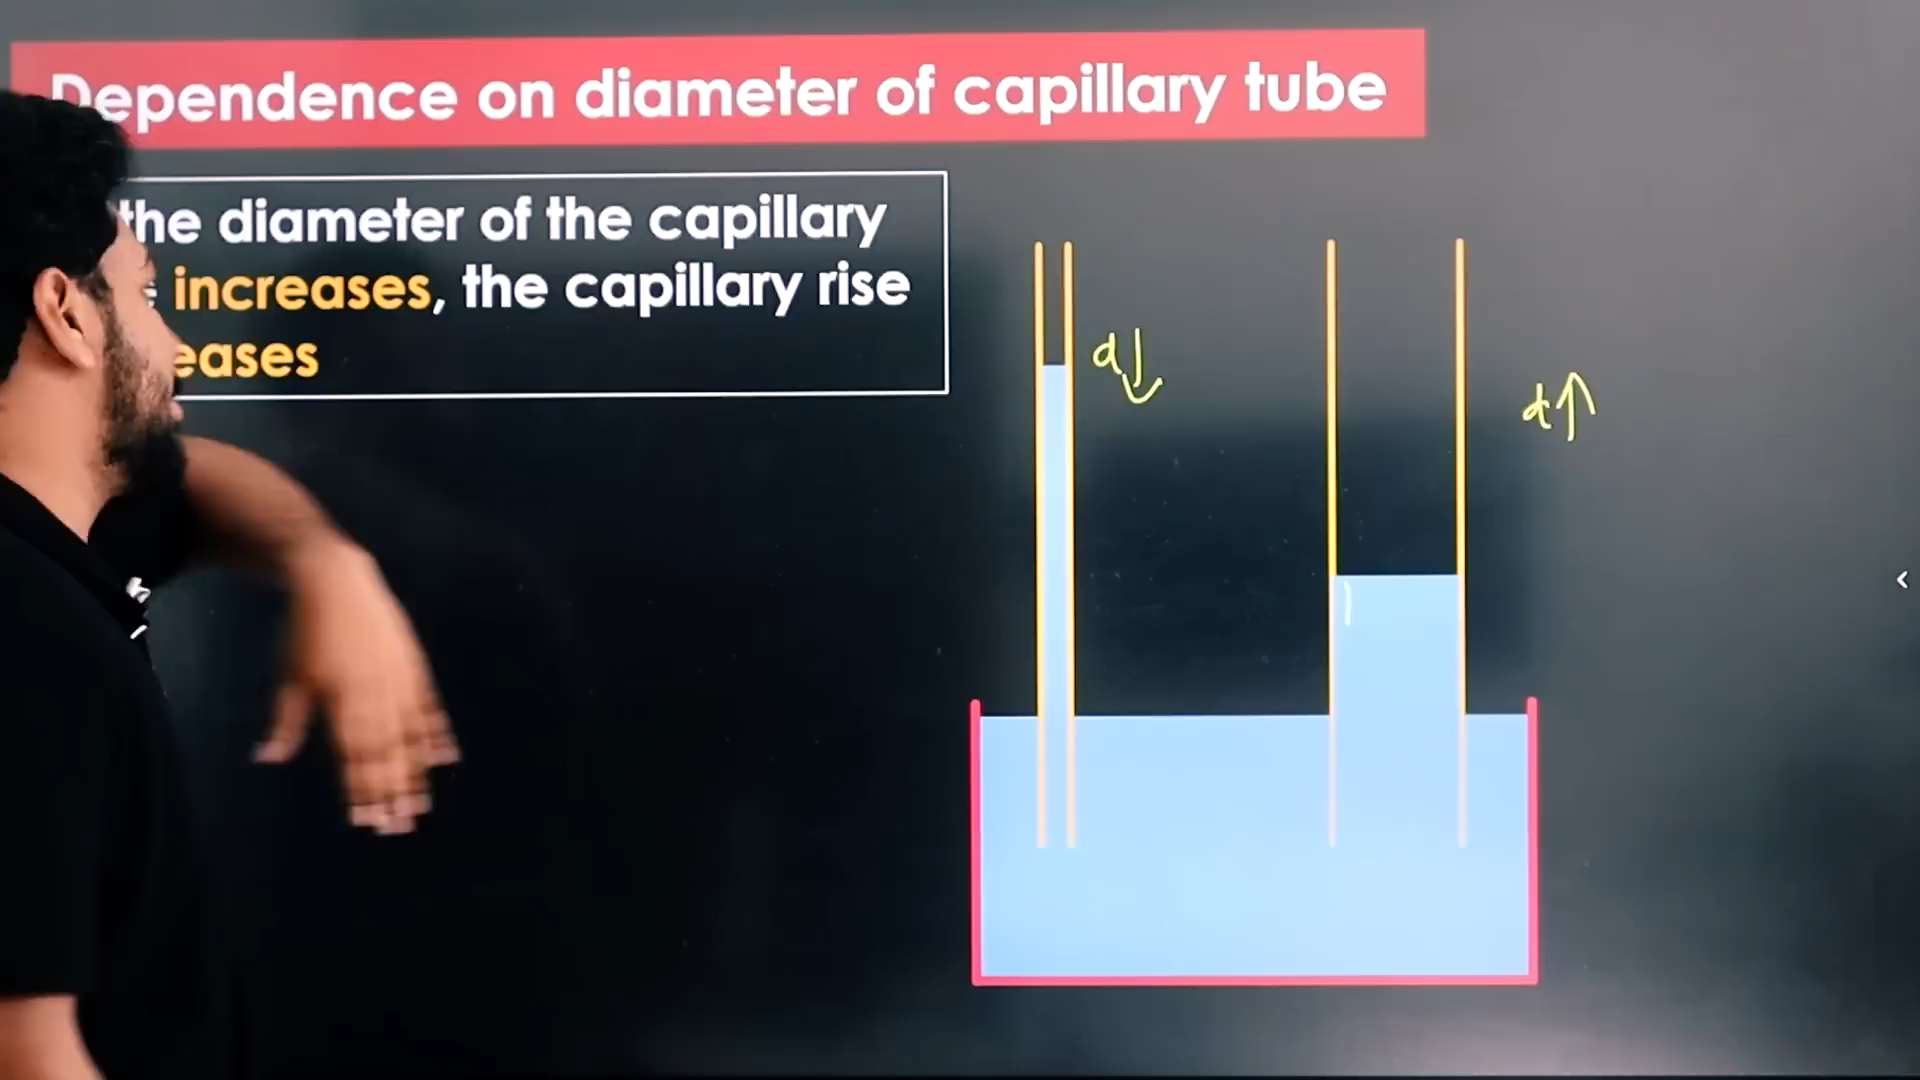 Dependence on diameter of capillary tube
the diameter of the capillary
increases, the capillary rise
eases
d↓
d↑